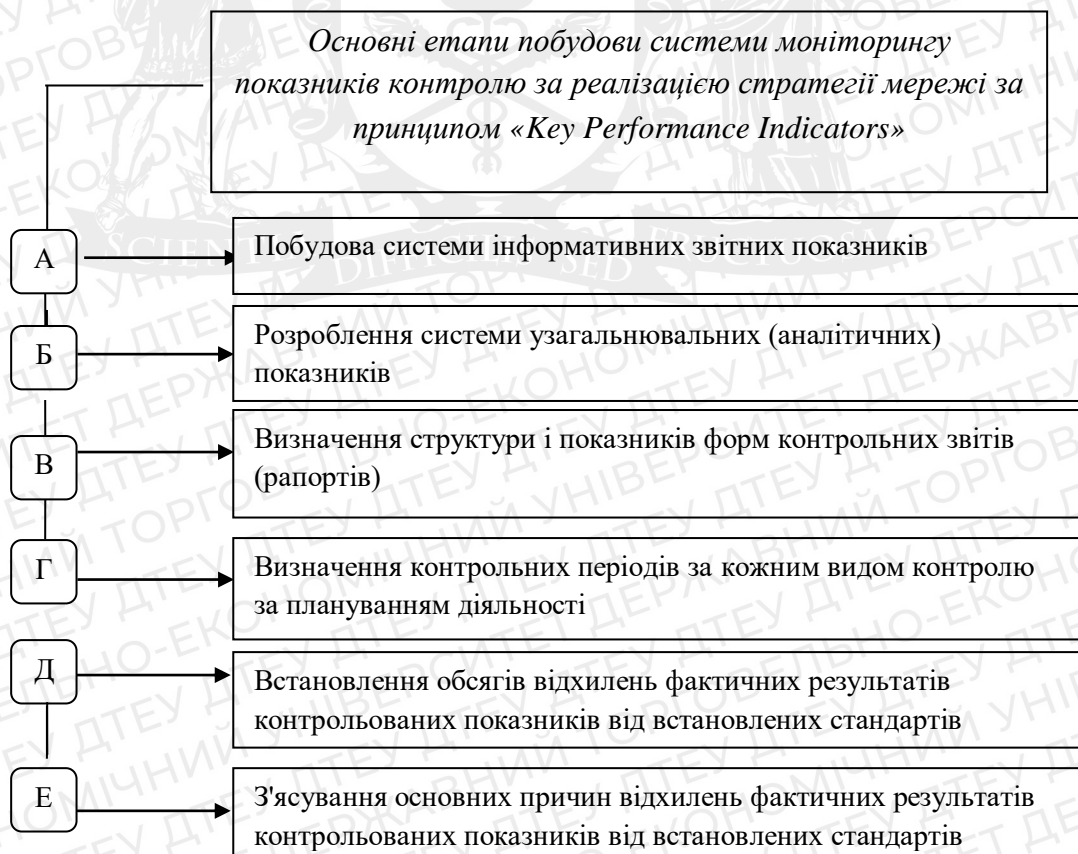 Основні етапи побудови системи моніторингу
показників контролю за реалізацією стратегії мережі за
принципом «Key Performance Indicators»
А
Побудова системи інформативних звітних показників
Б
Розроблення системи узагальнювальних (аналітичних)
показників
В
Визначення структури і показників форм контрольних звітів
(рапортів)
Г
Визначення контрольних періодів за кожним видом контролю
за плануванням діяльності
Д
Встановлення обсягів відхилень фактичних результатів
контрольованих показників від встановлених стандартів
Е
З'ясування основних причин відхилень фактичних результатів
контрольованих показників від встановлених стандартів